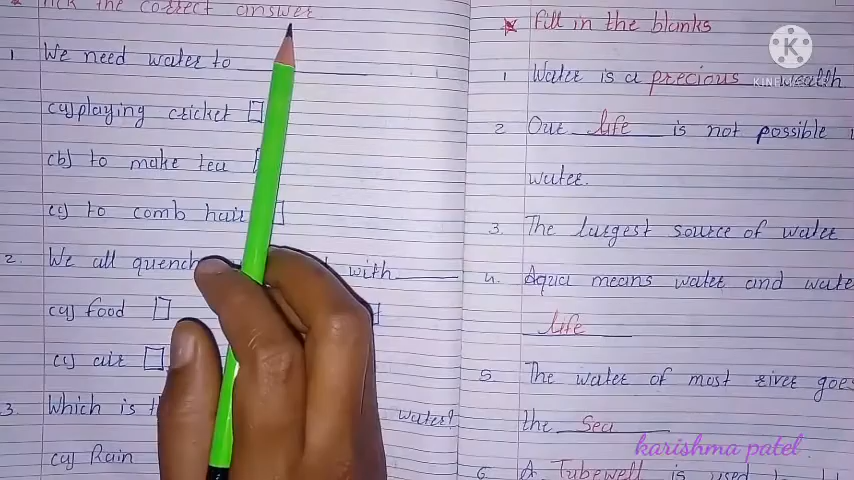 Tick the correct answer
1 We need water to
(a) playing cricket
(b) to make tea
(c) to comb hair
2. We all quench with
(a) food
(c) air
3. Which is water?
(a) Rain
Fill in the blanks
1 Water is a precious wealth.
2 Our life is not possible
water.
3. The largest source of water
4. Aqua means water and
life
5. The water of most river goes
the Sea
6 A Tubewell is used to
KINEMASTER
karishma patel